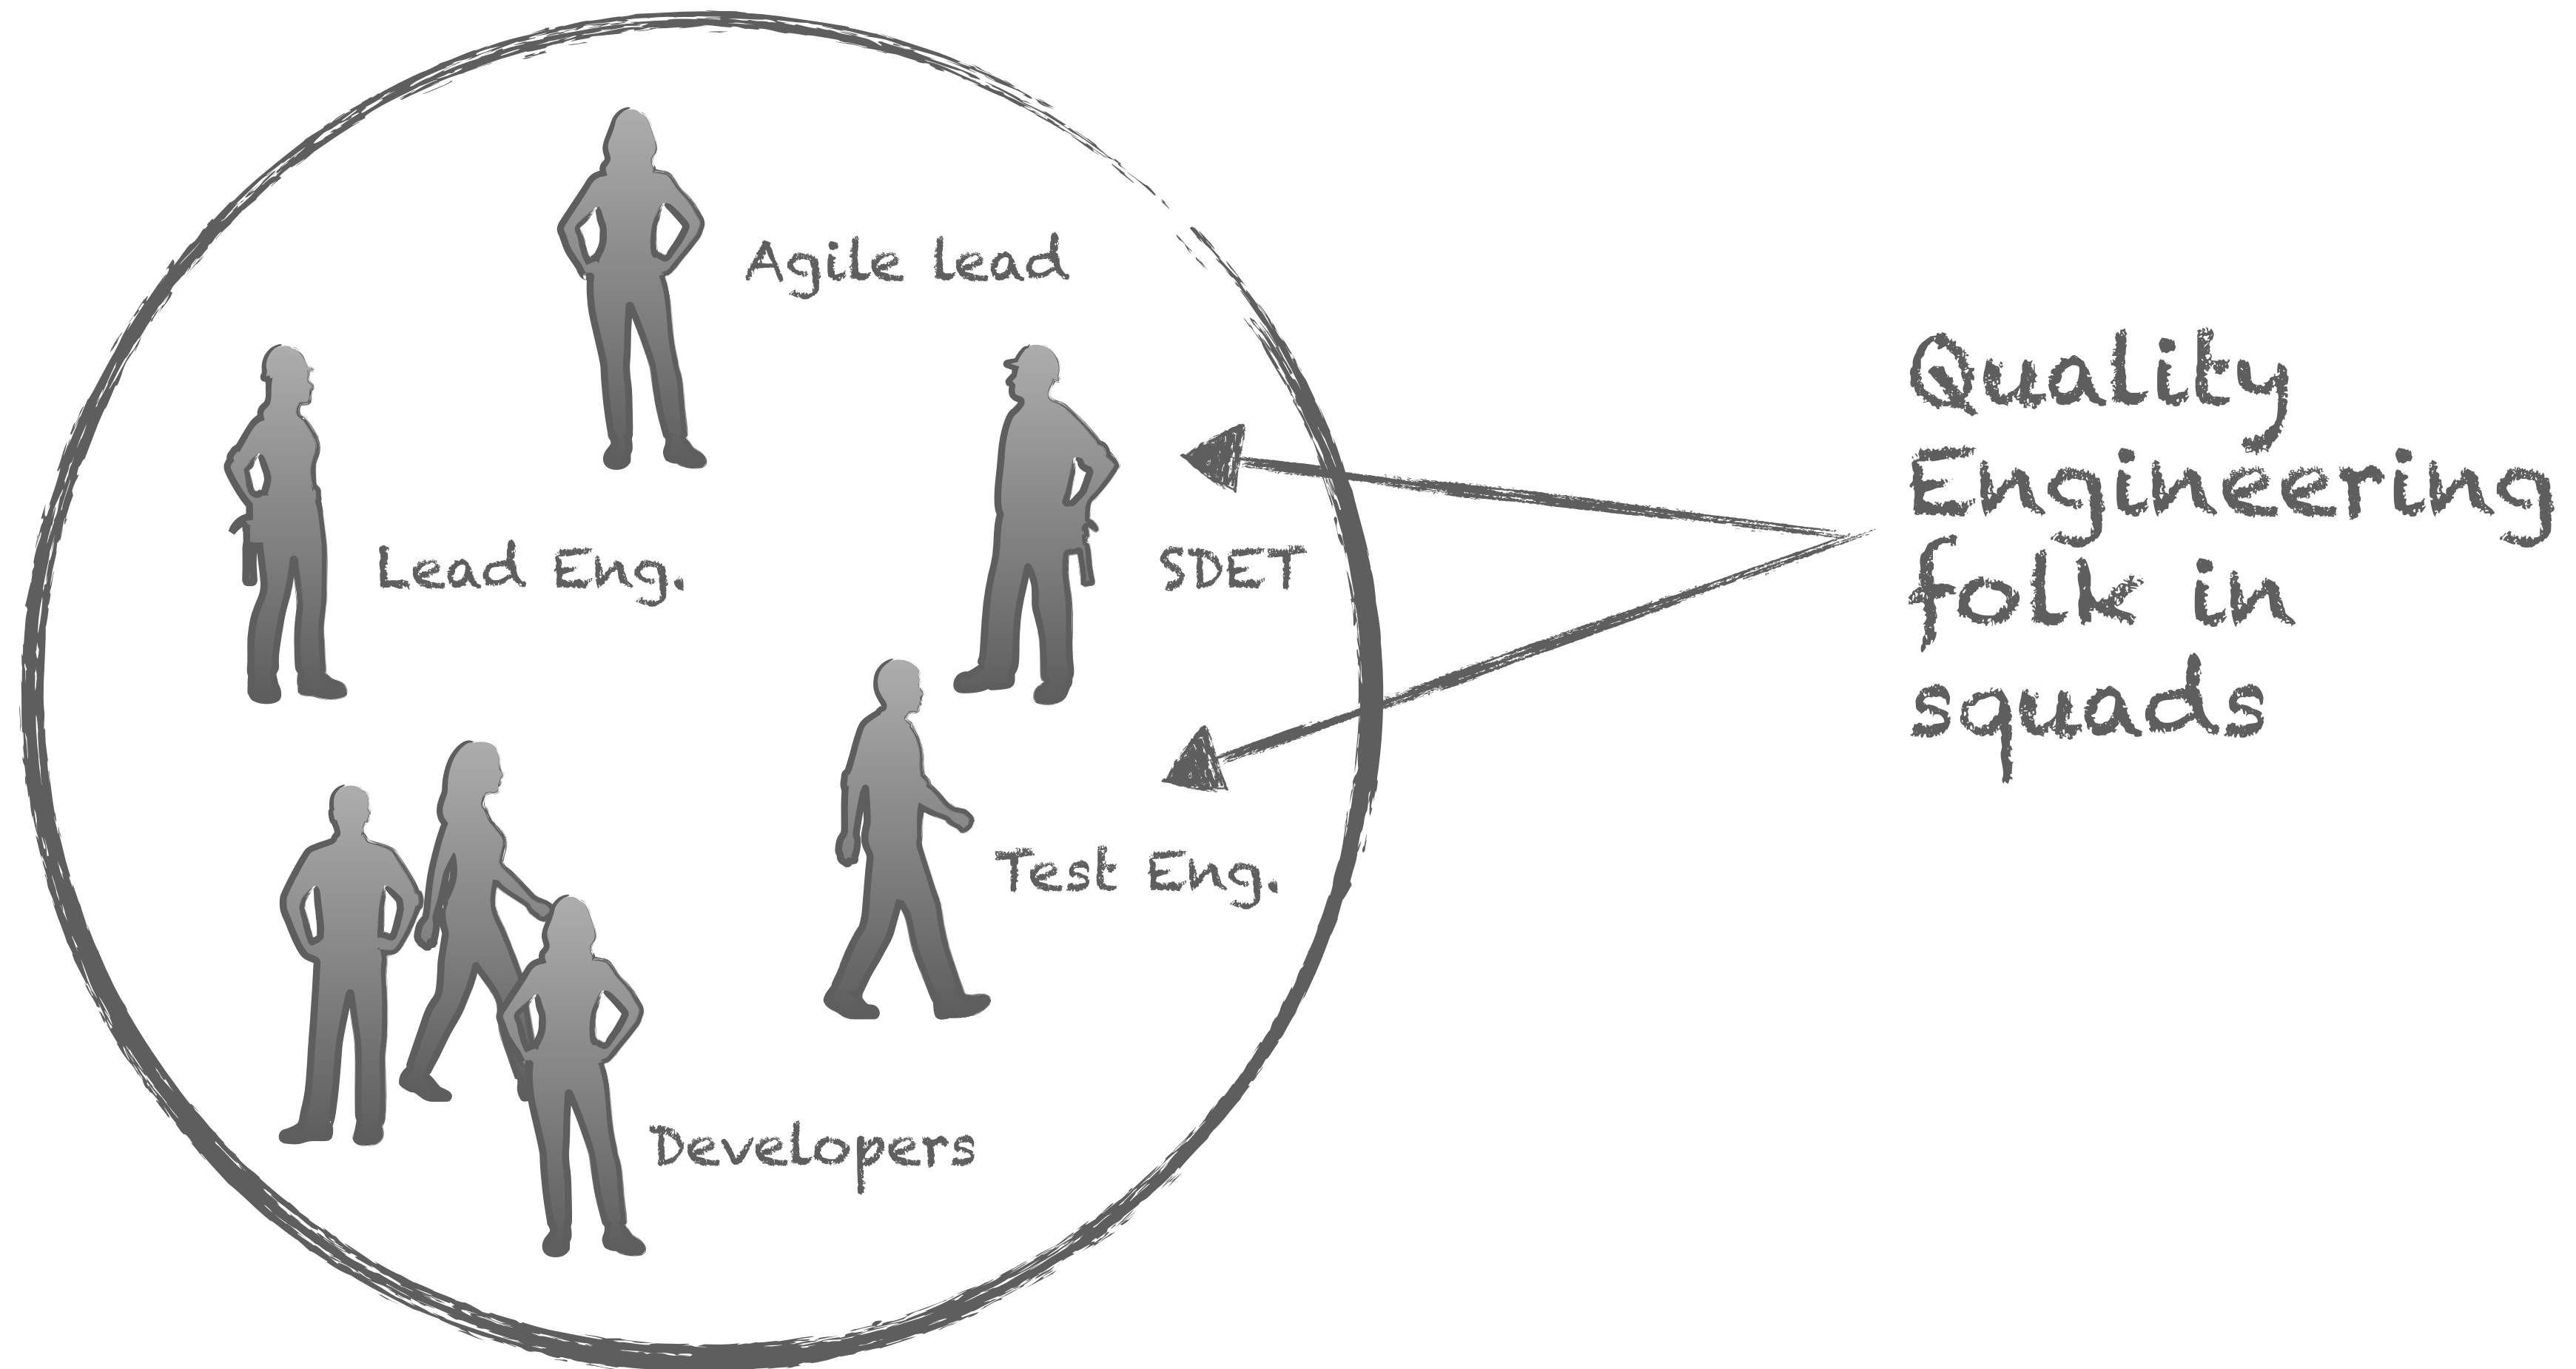 Agile lead
Lead Eng.
SDET
Test Eng.
Developers
Quality
Engineering
folk in
squads